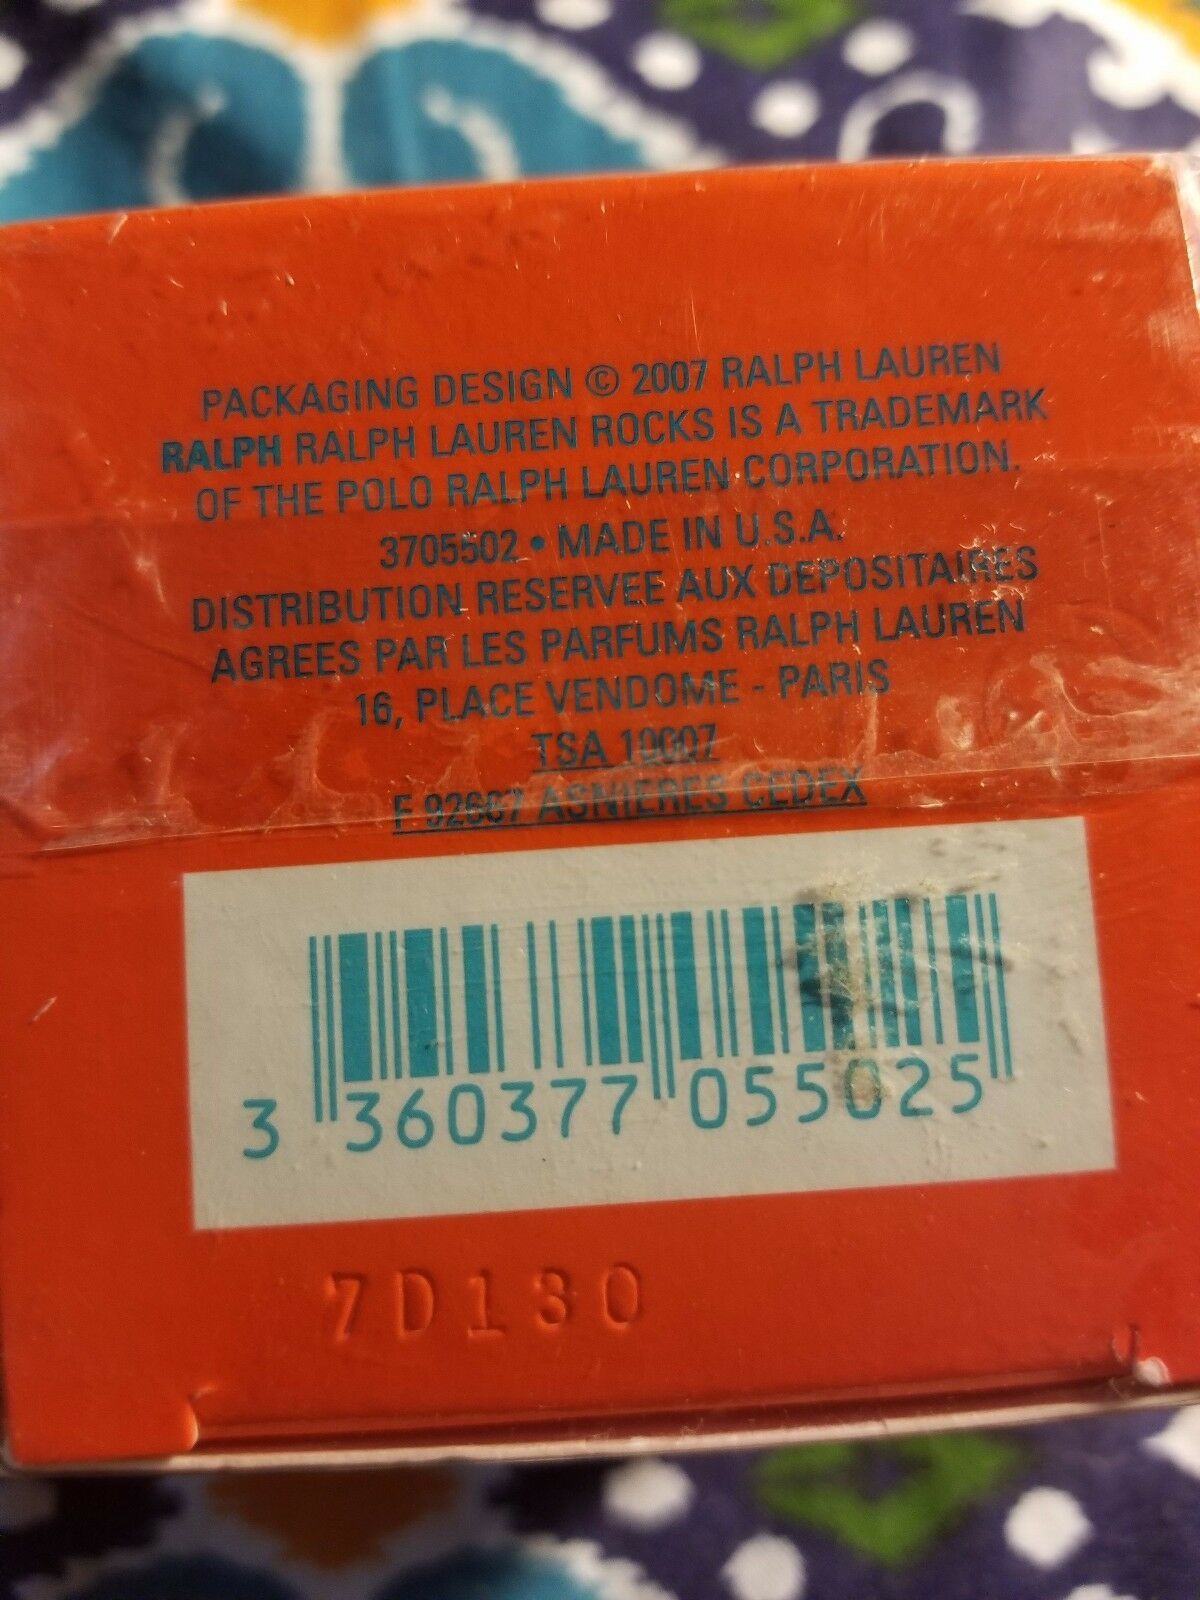 PACKAGING DESIGN © 2007 RALPH LAUREN
RALPH RALPH LAUREN ROCKS IS A TRADEMARK
OF THE POLO RALPH LAUREN CORPORATION.
3705502 • MADE IN U.S.A.
DISTRIBUTION RESERVEE AUX DEPOSITAIRES
AGREES PAR LES PARFUMS RALPH LAUREN
16, PLACE VENDOME - PARIS
TSA 10007
F 92667 ASNIERES CEDEX
3 360377 055025
7D130